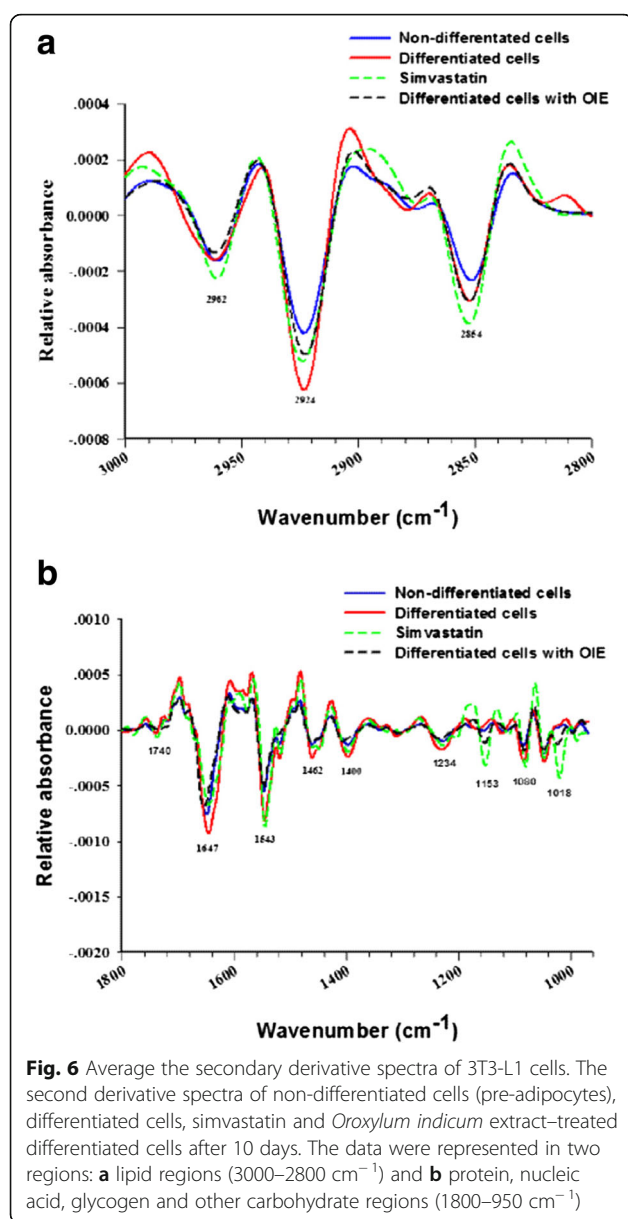 a
Non-differentated cells
Differentiated cells
Simvastatin
Differentiated cells with OIE
Relative absorbance
.0004
.0002
0.0000
-.0002
-.0004
-.0006
-.0008
2962
2924
2854
3000
2950
2900
2850
2800
Wavenumber (cm-1)
b
Non-differentiated cells
Differentiated cells
Simvastatin
Differentiated cells with OIE
Relative absorbance
.0010
.0005
0.0000
-.0005
-.0010
-.0015
-.0020
1740
1647
1543
1462
1400
1234
1153
1080
1018
1800
1600
1400
1200
1000
Wavenumber (cm-1)
Fig. 6 Average the secondary derivative spectra of 3T3-L1 cells. The
second derivative spectra of non-differentiated cells (pre-adipocytes),
differentiated cells, simvastatin and Oroxylum indicum extract–treated
differentiated cells after 10 days. The data were represented in two
regions: a lipid regions (3000–2800 cm−1) and b protein, nucleic
acid, glycogen and other carbohydrate regions (1800–950 cm−1)